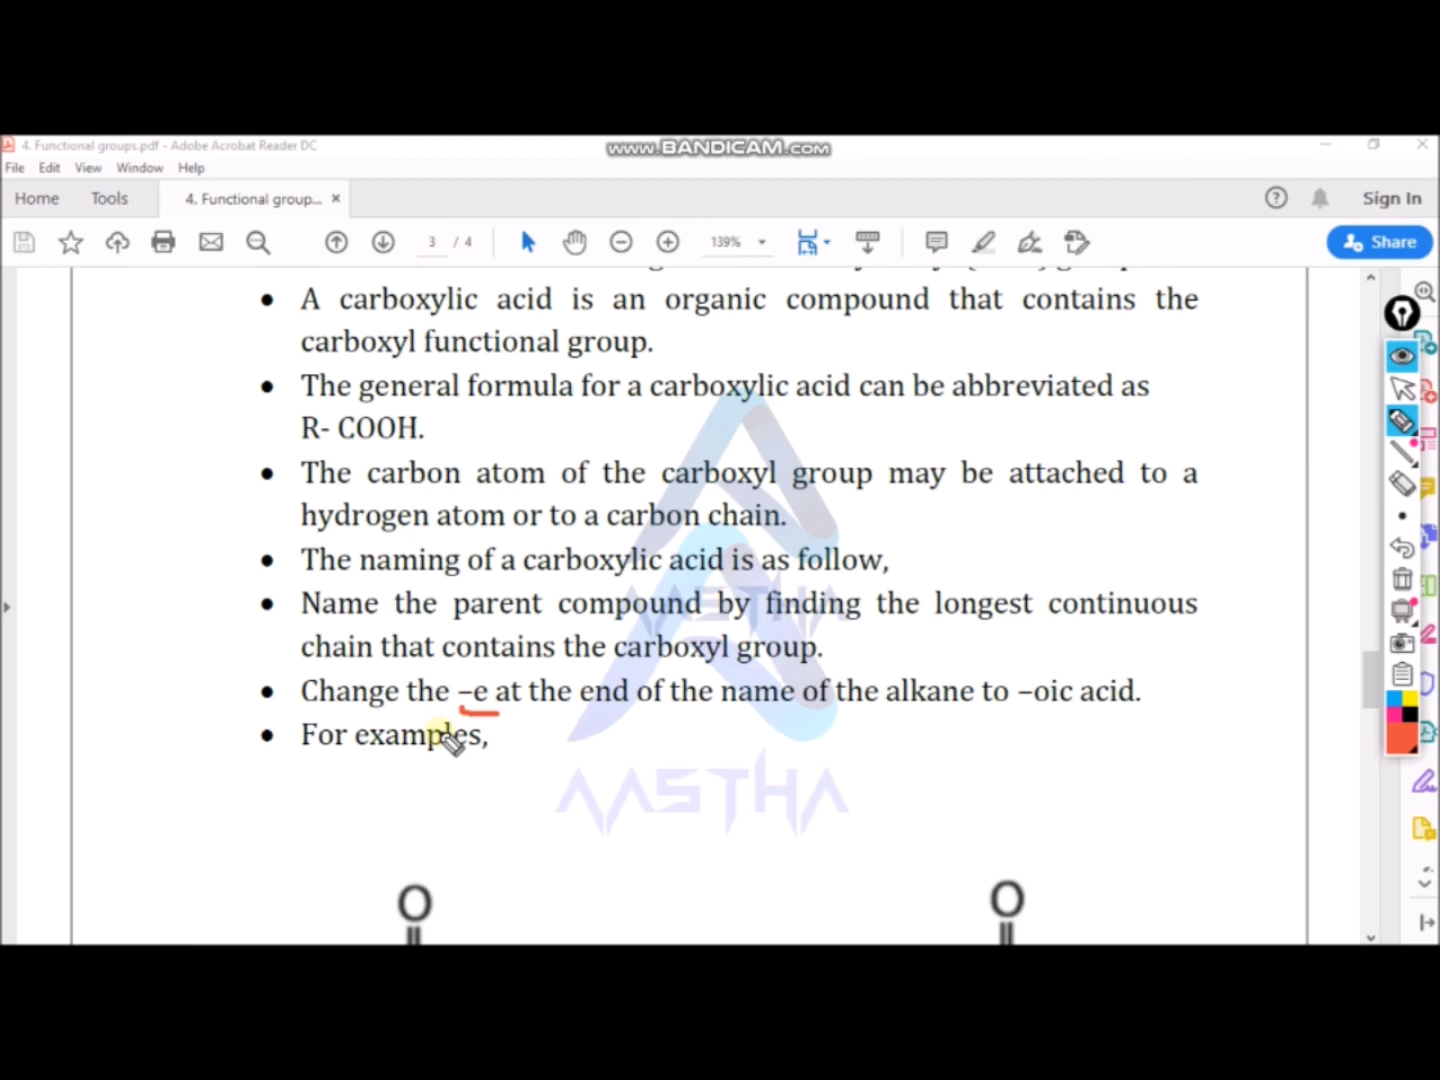 4. Functional groups.pdf - Adobe Acrobat Reader DC
www.BANDICAM.com
File Edit View Window Help
Home Tools 4. Functional group... × Sign In
3 / 4 139% Share
• A carboxylic acid is an organic compound that contains the
carboxyl functional group.
• The general formula for a carboxylic acid can be abbreviated as
R- COOH.
• The carbon atom of the carboxyl group may be attached to a
hydrogen atom or to a carbon chain.
• The naming of a carboxylic acid is as follow,
• Name the parent compound by finding the longest continuous
chain that contains the carboxyl group.
• Change the –e at the end of the name of the alkane to –oic acid.
• For examples,
AASTHA
O O